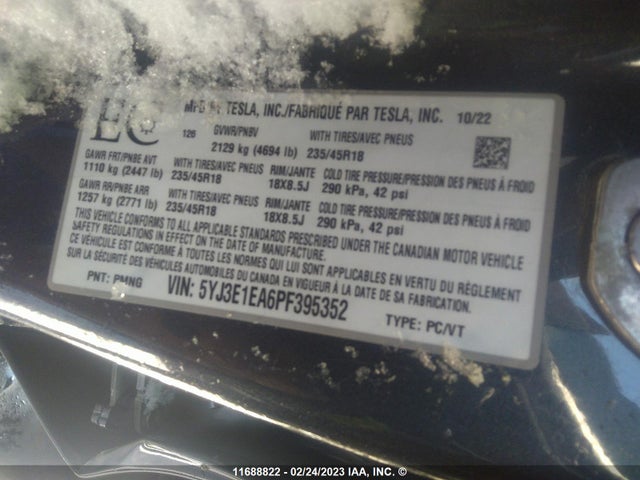 MFD BY TESLA, INC./FABRIQUÉ PAR TESLA, INC. 10/22
EC 126 GVWR/PNBV WITH TIRES/AVEC PNEUS
2129 kg (4694 lb) 235/45R18
GAWR FRT/PNBE AVT WITH TIRES/AVEC PNEUS RIM/JANTE COLD TIRE PRESSURE/PRESSION DES PNEUS À FROID
1110 kg (2447 lb) 235/45R18 18X8.5J 290 kPa, 42 psi
GAWR RR/PNBE ARR WITH TIRES/AVEC PNEUS RIM/JANTE COLD TIRE PRESSURE/PRESSION DES PNEUS À FROID
1257 kg (2771 lb) 235/45R18 18X8.5J 290 kPa, 42 psi
THIS VEHICLE CONFORMS TO ALL APPLICABLE STANDARDS PRESCRIBED UNDER THE CANADIAN MOTOR VEHICLE
SAFETY REGULATIONS IN EFFECT ON THE DATE OF MANUFACTURE.
CE VÉHICULE EST CONFORME À TOUTES LES NORMES QUI LUI SONT APPLICABLES EN VERTU DU RÈGLEMENT
SUR LA SÉCURITÉ DES VÉHICULES AUTOMOBILES DU CANADA EN VIGUEUR À LA DATE DE SA FABRICATION.
PNT: PMNG VIN: 5YJ3E1EA6PF395352 TYPE: PC/VT
11688822 - 02/24/2023 IAA, INC. ©